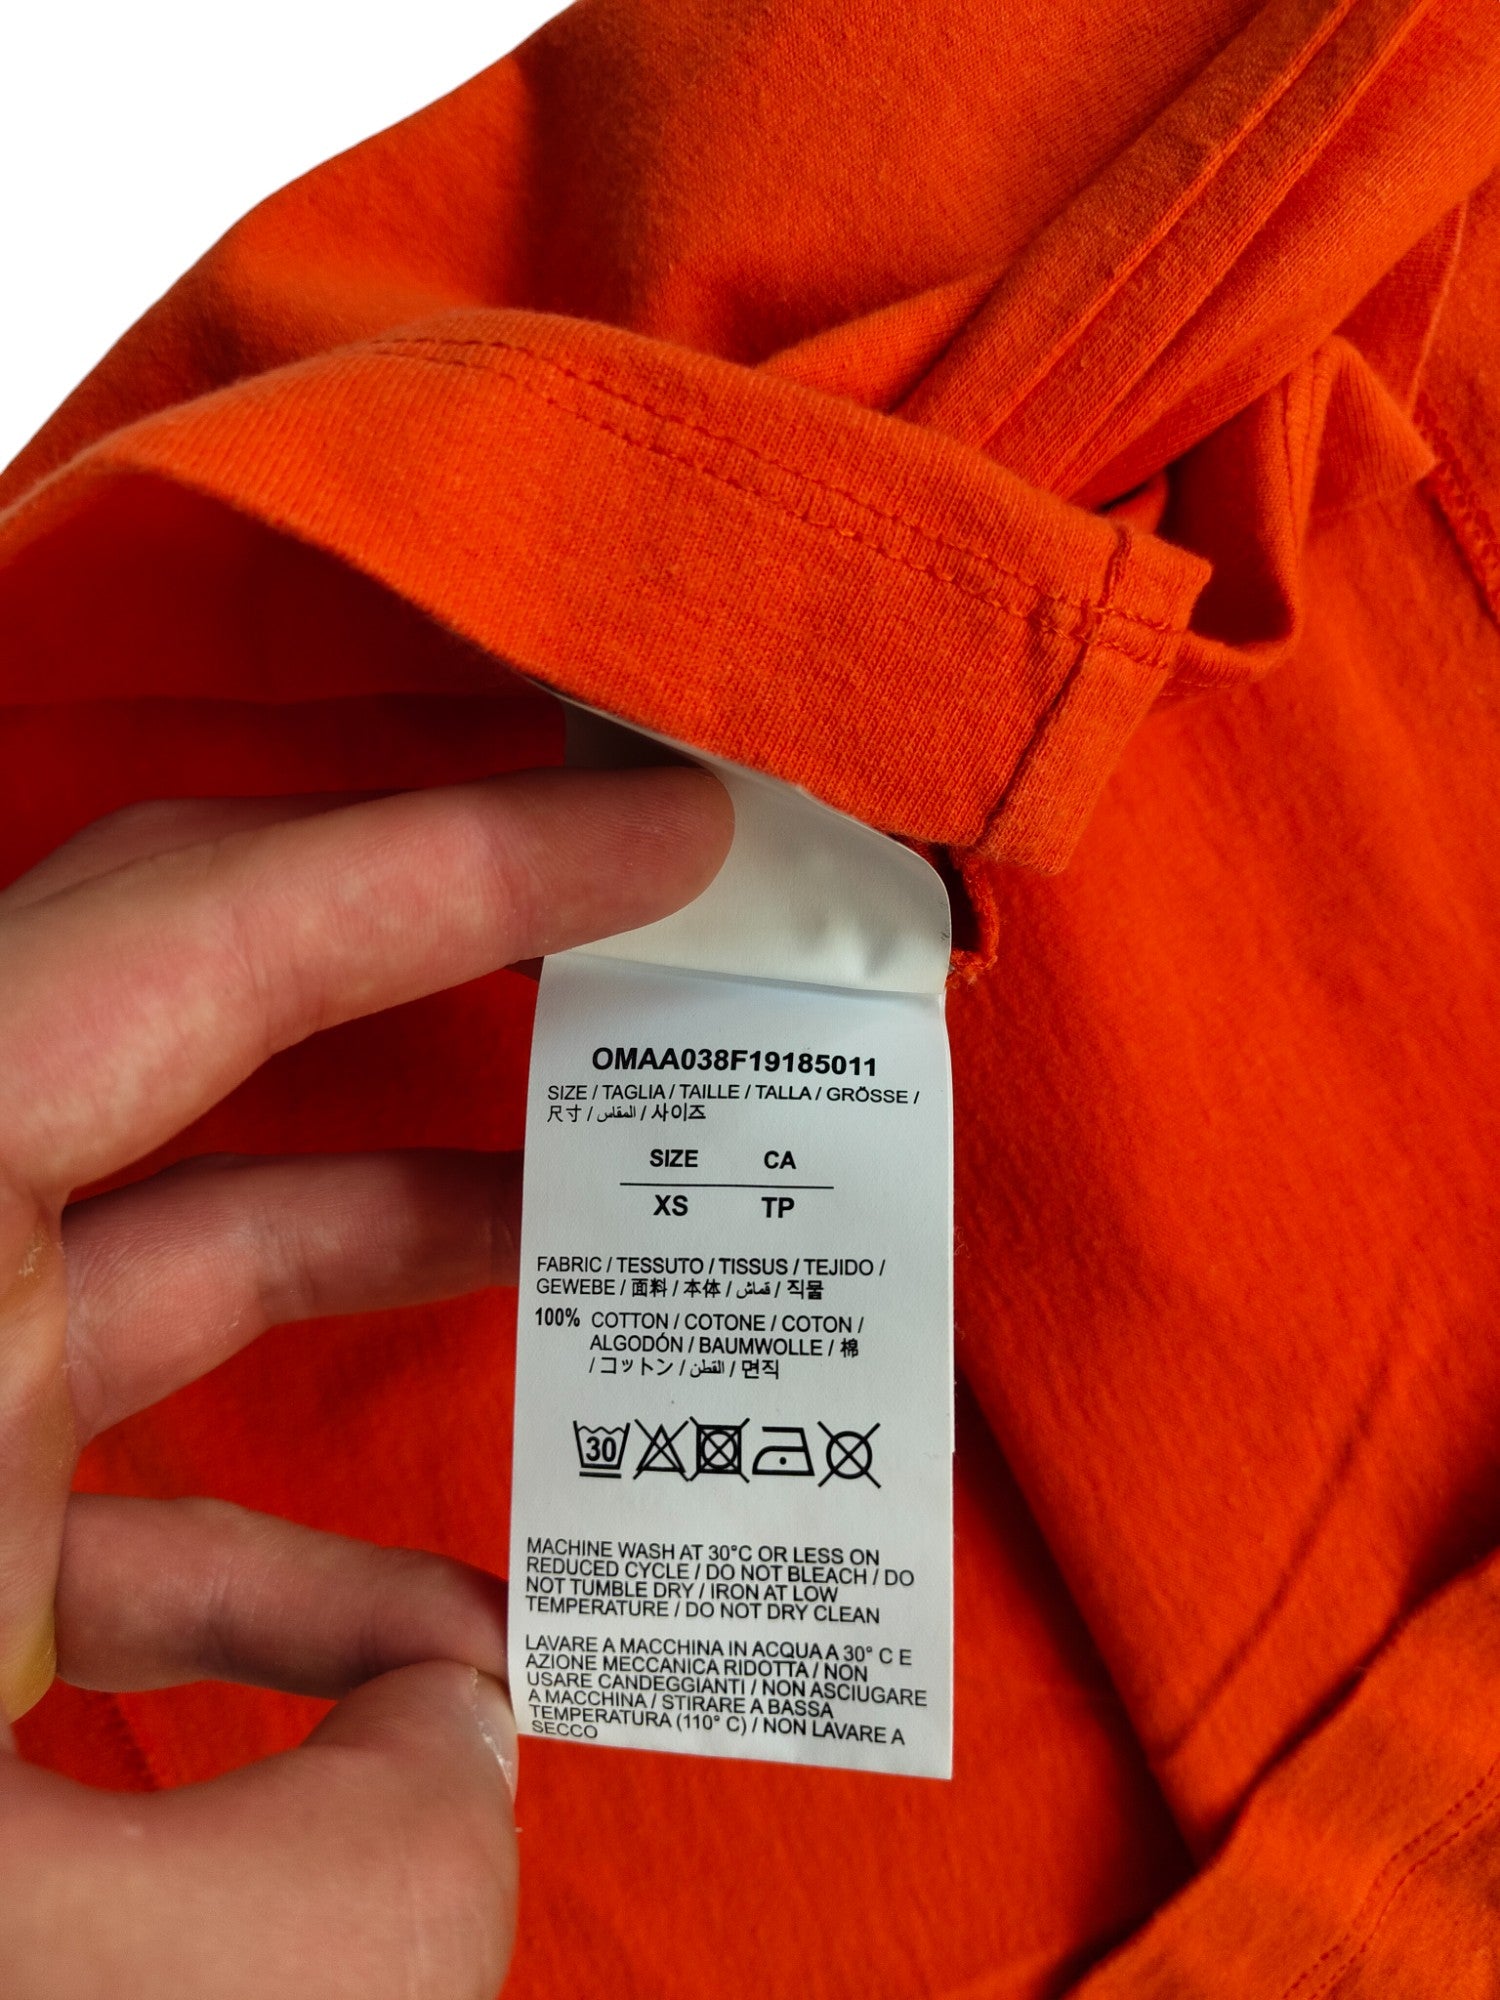 OMAA038F19185011
SIZE / TAGLIA / TAILLE / TALLA / GRÖSSE /
尺寸 / المقاس / 사이즈
SIZE CA
XS TP
FABRIC / TESSUTO / TISSUS / TEJIDO /
GEWEBE / 面料 / 本体 / قماش / 직물
100% COTTON / COTONE / COTON /
ALGODÓN / BAUMWOLLE / 棉
/ コットン / القطن / 면직
30
MACHINE WASH AT 30°C OR LESS ON
REDUCED CYCLE / DO NOT BLEACH / DO
NOT TUMBLE DRY / IRON AT LOW
TEMPERATURE / DO NOT DRY CLEAN
LAVARE A MACCHINA IN ACQUA A 30° C E
AZIONE MECCANICA RIDOTTA / NON
USARE CANDEGGIANTI / NON ASCIUGARE
A MACCHINA / STIRARE A BASSA
TEMPERATURA (110° C) / NON LAVARE A
SECCO